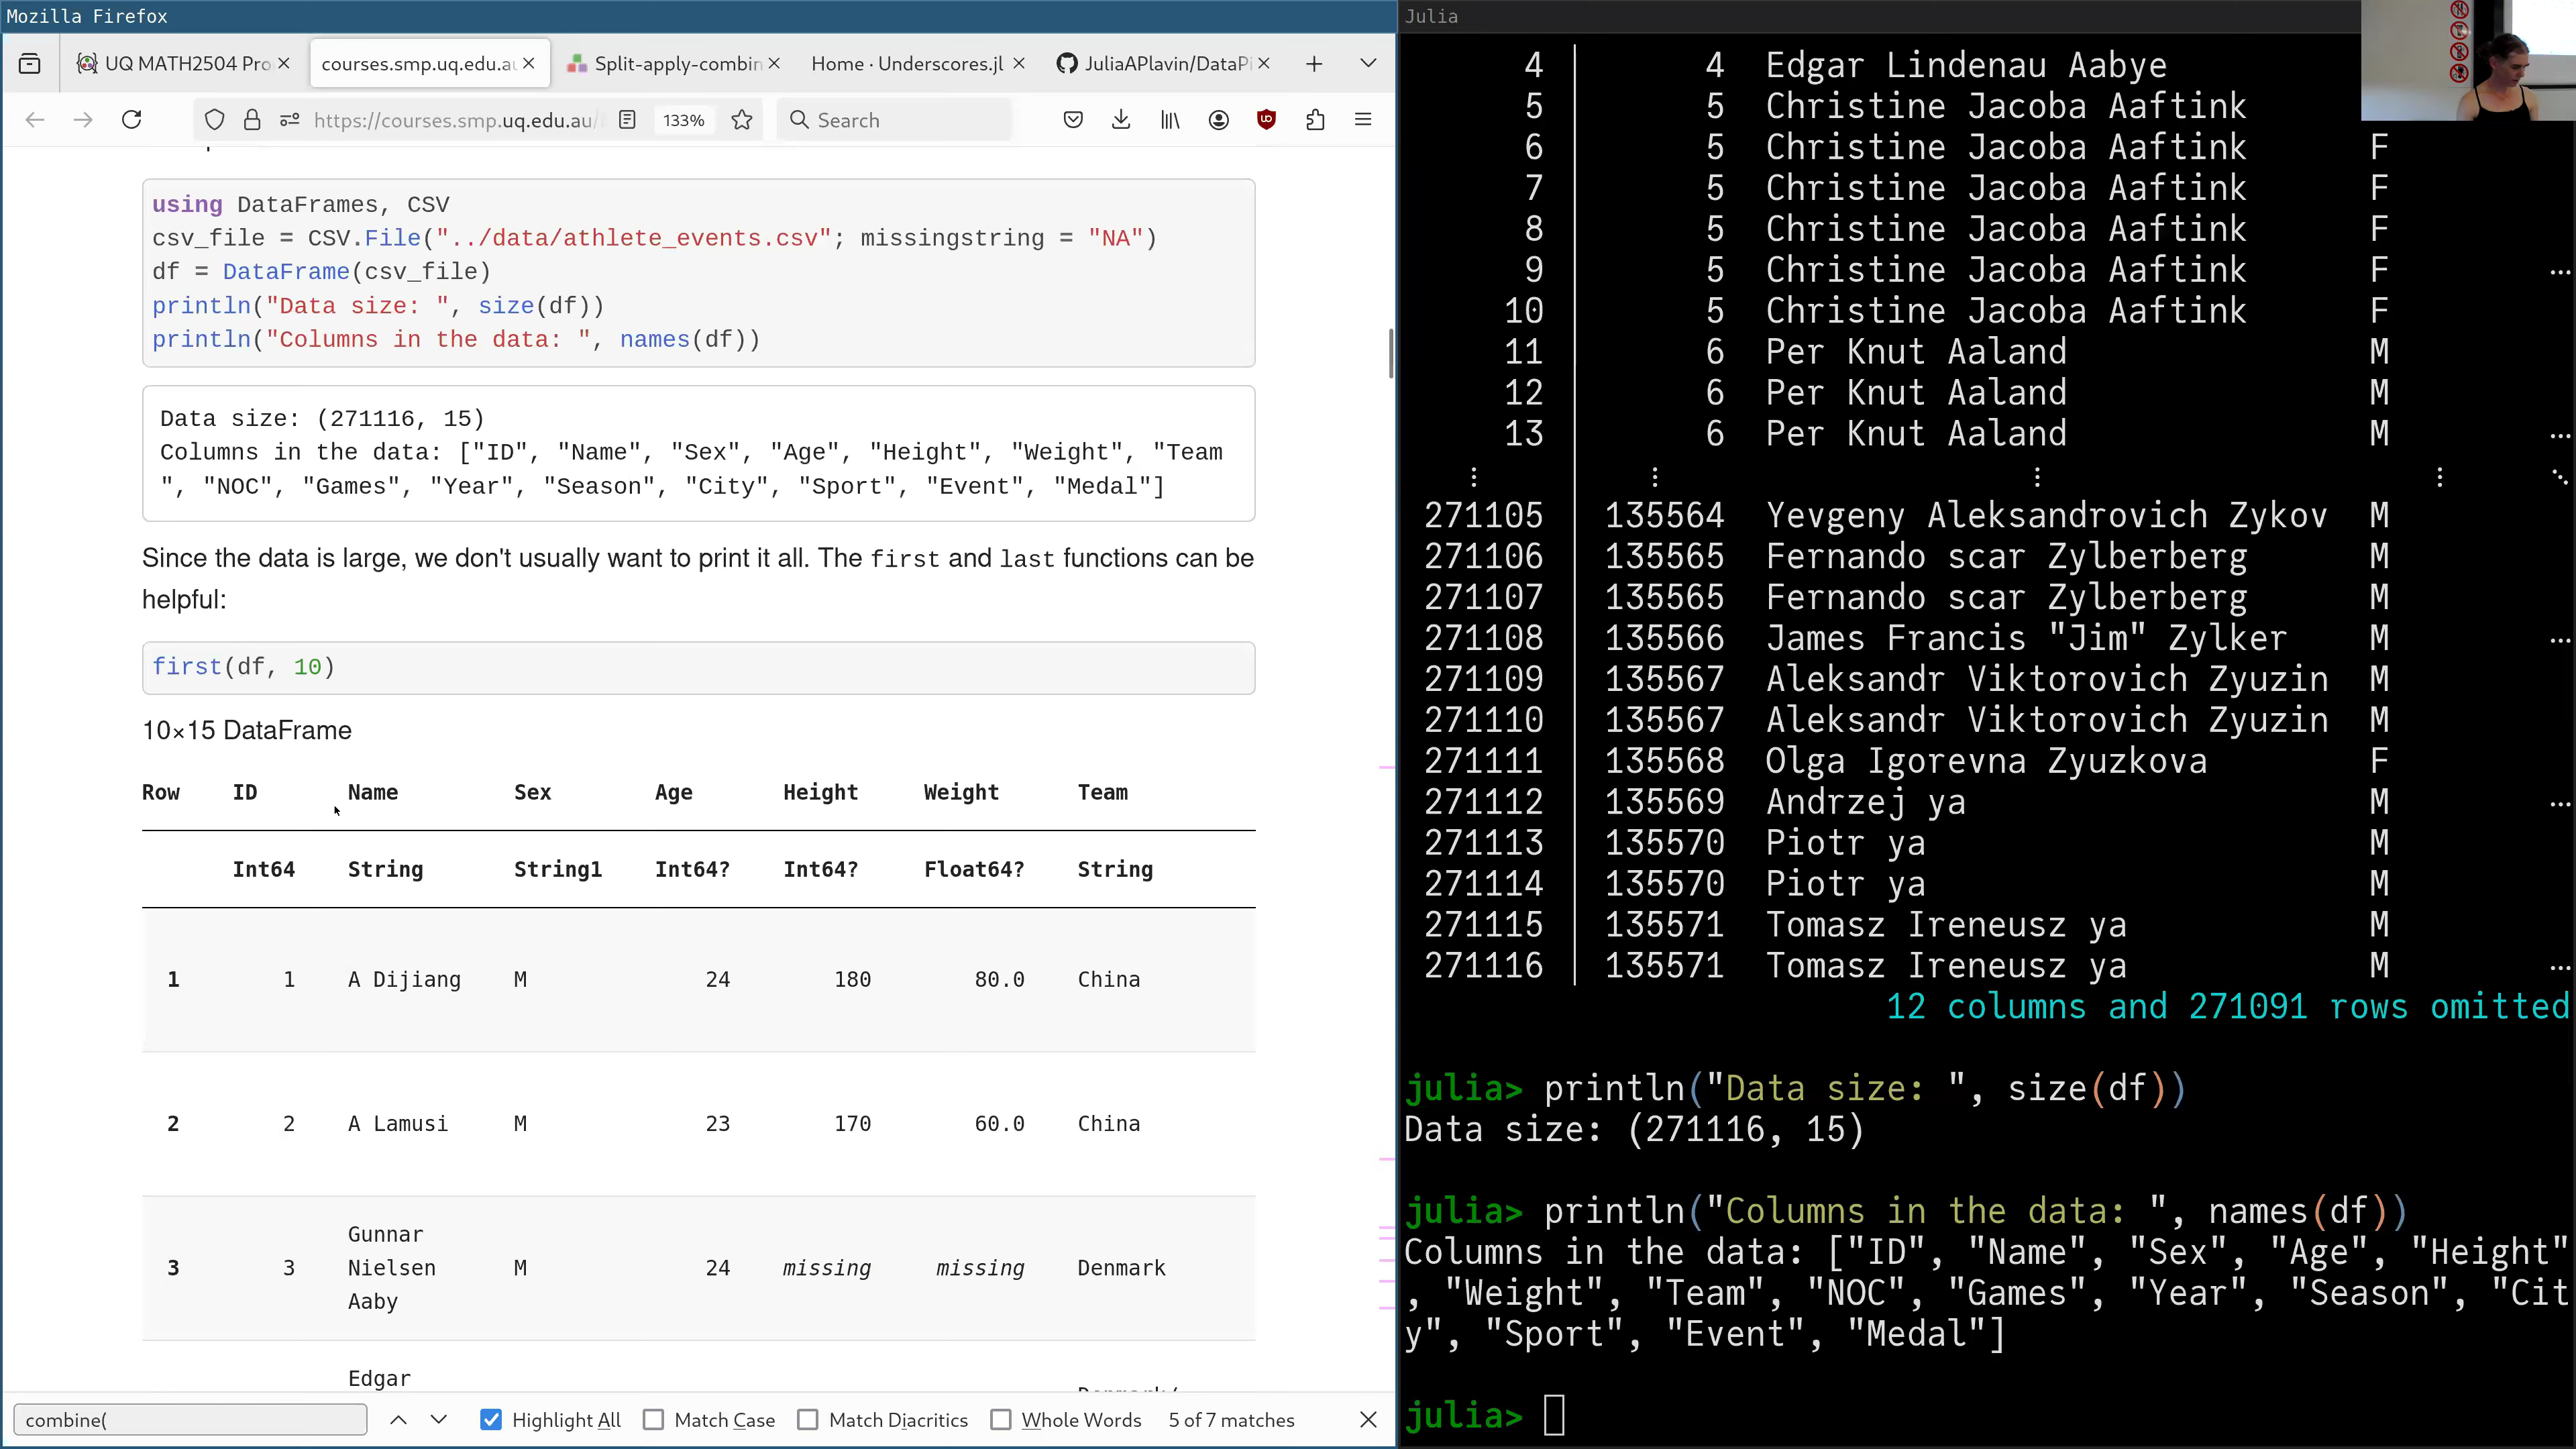 Mozilla Firefox
UQ MATH2504 Pro
courses.smp.uq.edu.au
Split-apply-combin
Home · Underscores.jl
JuliaAPlavin/DataPi
https://courses.smp.uq.edu.au/
133%
Search
using DataFrames, CSV
csv_file = CSV.File("../data/athlete_events.csv"; missingstring = "NA")
df = DataFrame(csv_file)
println("Data size: ", size(df))
println("Columns in the data: ", names(df))
Data size: (271116, 15)
Columns in the data: ["ID", "Name", "Sex", "Age", "Height", "Weight", "Team
", "NOC", "Games", "Year", "Season", "City", "Sport", "Event", "Medal"]
Since the data is large, we don't usually want to print it all. The first and last functions can be
helpful:
first(df, 10)
10×15 DataFrame
Row ID Name Sex Age Height Weight Team
Int64 String String1 Int64? Int64? Float64? String
1 1 A Dijiang M 24 180 80.0 China
2 2 A Lamusi M 23 170 60.0 China
3 3 Gunnar Nielsen Aaby M 24 missing missing Denmark
Edgar
combine(
Highlight All
Match Case
Match Diacritics
Whole Words
5 of 7 matches
Julia
4 4 Edgar Lindenau Aabye
5 5 Christine Jacoba Aaftink
6 5 Christine Jacoba Aaftink F
7 5 Christine Jacoba Aaftink F
8 5 Christine Jacoba Aaftink F
9 5 Christine Jacoba Aaftink F …
10 5 Christine Jacoba Aaftink F
11 6 Per Knut Aaland M
12 6 Per Knut Aaland M
13 6 Per Knut Aaland M …
⋮ ⋮ ⋮ ⋮ ⋱
271105 135564 Yevgeny Aleksandrovich Zykov M
271106 135565 Fernando scar Zylberberg M
271107 135565 Fernando scar Zylberberg M
271108 135566 James Francis "Jim" Zylker M …
271109 135567 Aleksandr Viktorovich Zyuzin M
271110 135567 Aleksandr Viktorovich Zyuzin M
271111 135568 Olga Igorevna Zyuzkova F
271112 135569 Andrzej ya M …
271113 135570 Piotr ya M
271114 135570 Piotr ya M
271115 135571 Tomasz Ireneusz ya M
271116 135571 Tomasz Ireneusz ya M …
12 columns and 271091 rows omitted
julia> println("Data size: ", size(df))
Data size: (271116, 15)
julia> println("Columns in the data: ", names(df))
Columns in the data: ["ID", "Name", "Sex", "Age", "Height"
, "Weight", "Team", "NOC", "Games", "Year", "Season", "Cit
y", "Sport", "Event", "Medal"]
julia>